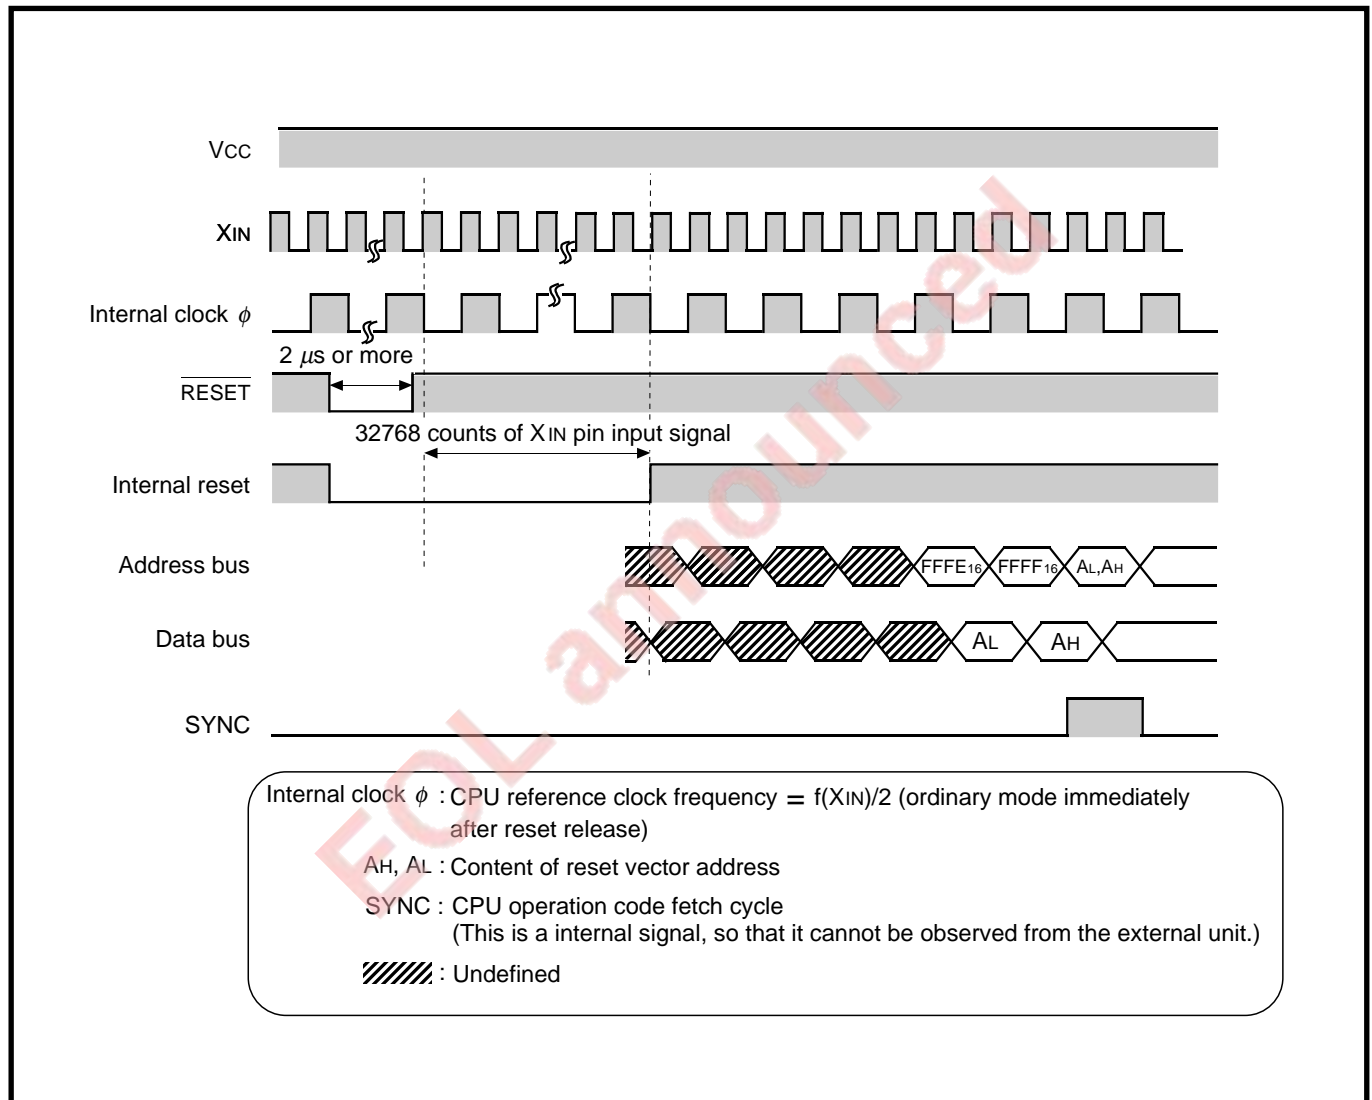 VCC
XIN
Internal clock ϕ
2 μs or more
RESET
32768 counts of XIN pin input signal
Internal reset
Address bus
FFFE16 FFFF16 AL,AH
Data bus
AL AH
SYNC
Internal clock ϕ : CPU reference clock frequency = f(XIN)/2 (ordinary mode immediately
after reset release)
AH, AL : Content of reset vector address
SYNC : CPU operation code fetch cycle
(This is a internal signal, so that it cannot be observed from the external unit.)
: Undefined
EOL announced